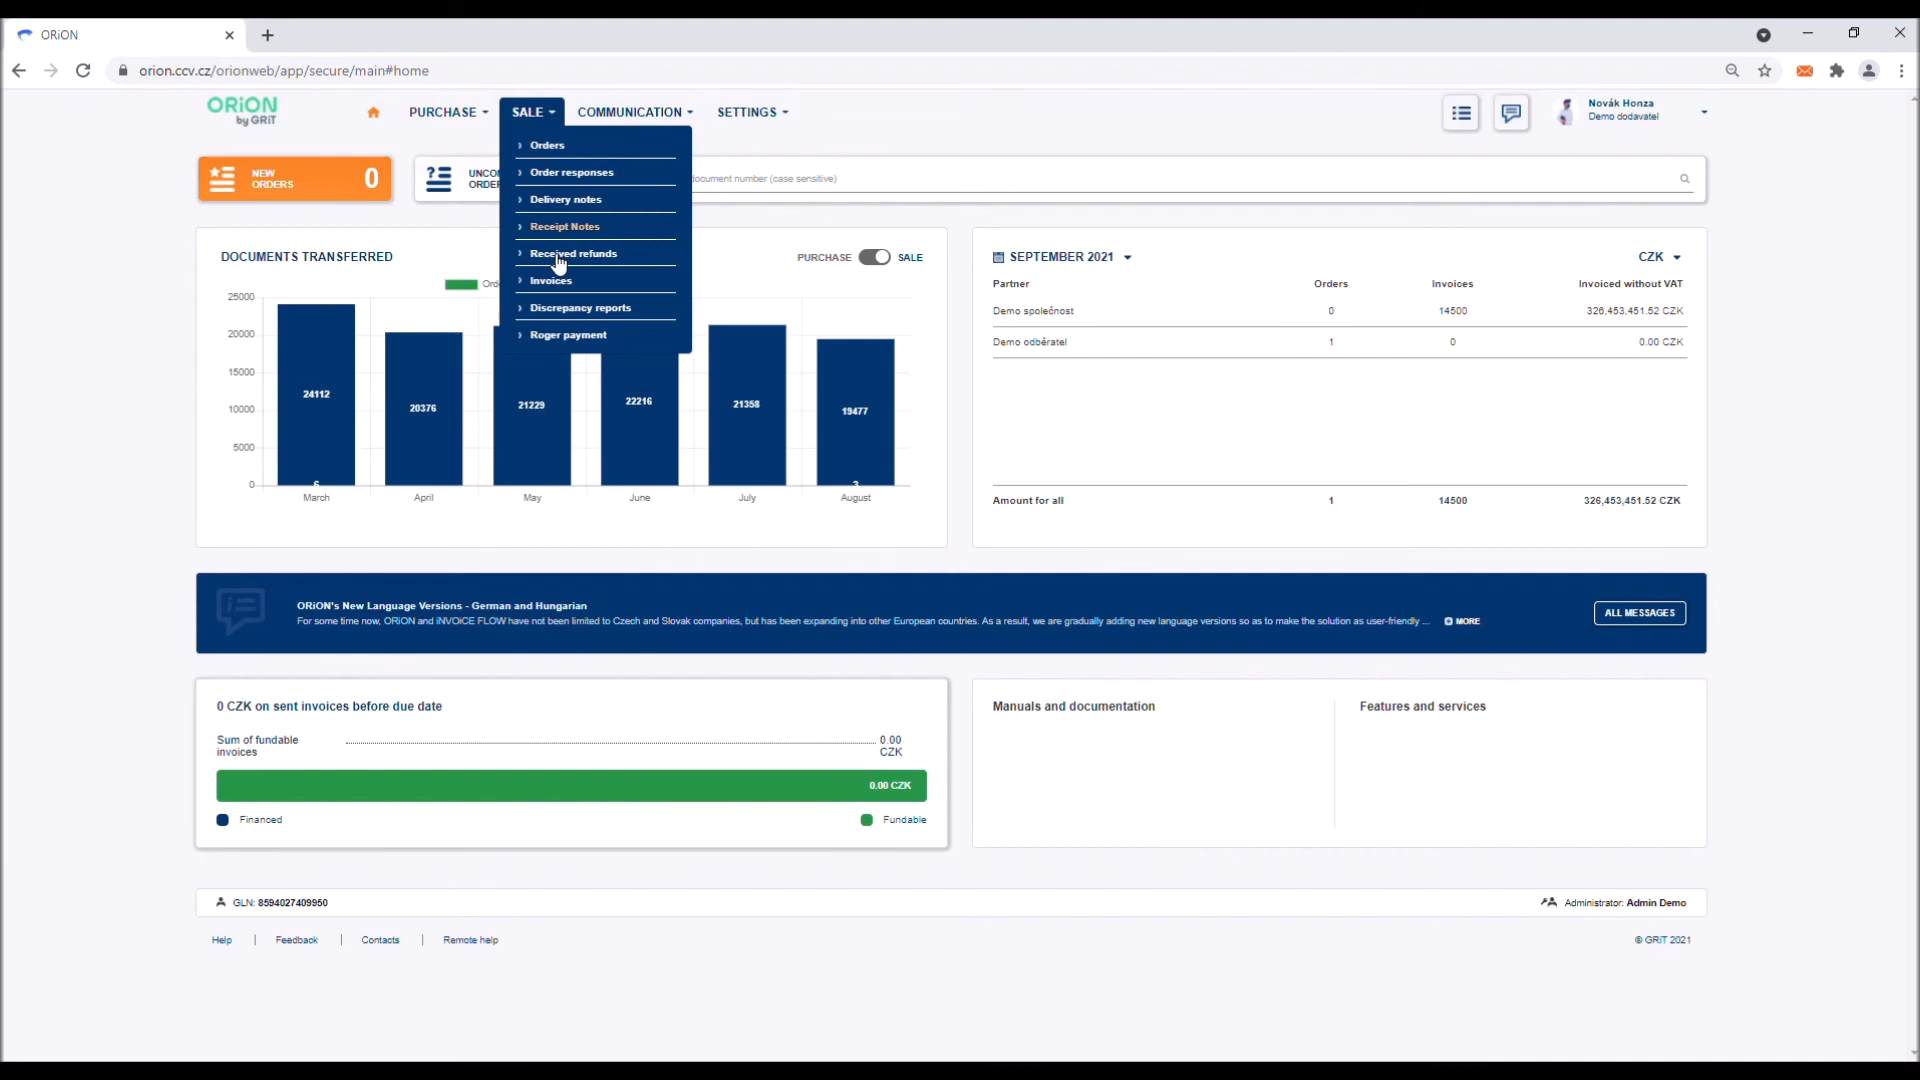 ORiON
orion.ccv.cz/orionweb/app/secure/main#home
ORiON
by GRiT
PURCHASE
SALE
COMMUNICATION
SETTINGS
Novák Honza
Demo dodavatel
Orders
Order responses
Delivery notes
Receipt Notes
Received refunds
Invoices
Discrepancy reports
Roger payment
NEW
ORDERS
0
document number (case sensitive)
DOCUMENTS TRANSFERRED
PURCHASE SALE
25000
20000
15000
10000
5000
0
24112
20376
21229
22216
21358
19477
6
3
March April May June July August
SEPTEMBER 2021
CZK
Partner Orders Invoices Invoiced without VAT
Demo společnost 0 14500 326,453,451.52 CZK
Demo odběratel 1 0 0.00 CZK
Amount for all 1 14500 326,453,451.52 CZK
ORiON's New Language Versions - German and Hungarian
For some time now, ORiON and iNVOiCE FLOW have not been limited to Czech and Slovak companies, but has been expanding into other European countries. As a result, we are gradually adding new language versions so as to make the solution as user-friendly ... MORE
ALL MESSAGES
0 CZK on sent invoices before due date
Sum of fundable
invoices
0.00
CZK
0.00 CZK
Financed
Fundable
Manuals and documentation
Features and services
GLN: 8594027409950
Administrator: Admin Demo
Help | Feedback | Contacts | Remote help
© GRiT 2021